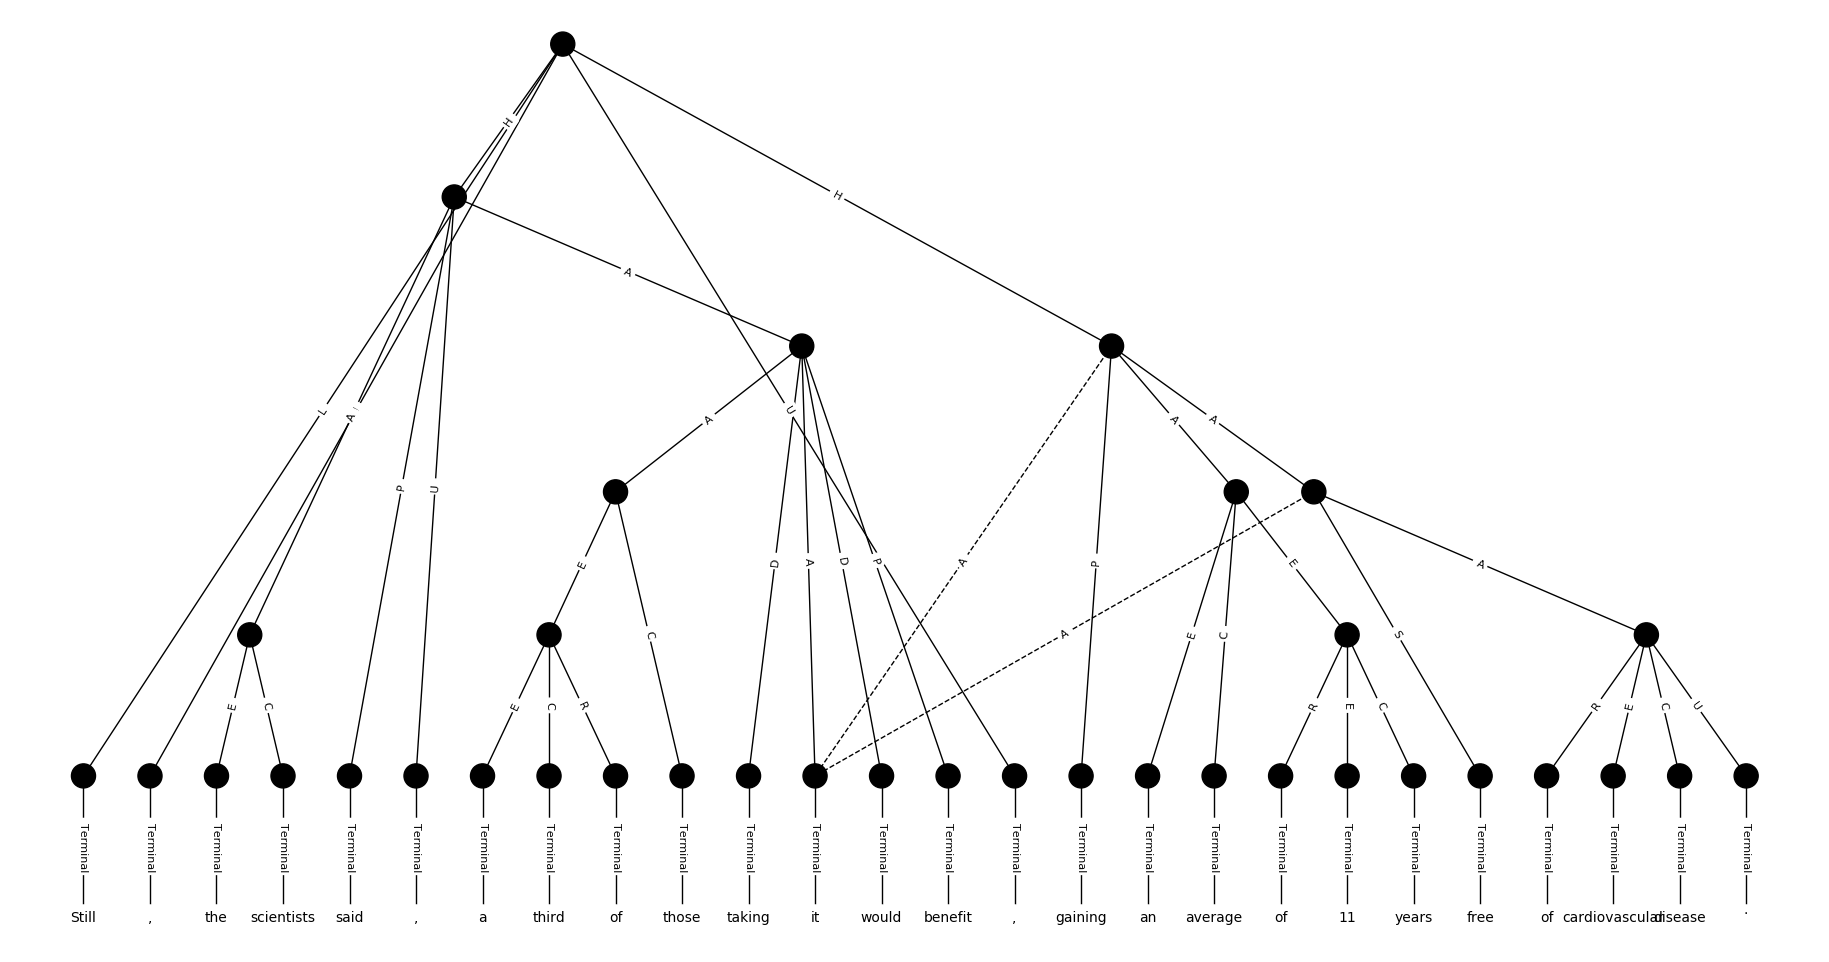 H
H
A
L
A
U
A
A
A
P
U
E
D
A
D
P
A
P
E
A
C
A
E
C
S
E
C
E
C
R
R
E
C
R
E
C
U
Terminal Terminal Terminal Terminal Terminal Terminal Terminal Terminal Terminal Terminal Terminal Terminal Terminal Terminal Terminal Terminal Terminal Terminal Terminal Terminal Terminal Terminal Terminal Terminal Terminal Terminal
Still , the scientists said , a third of those taking it would benefit , gaining an average of 11 years free of cardiovascular disease .